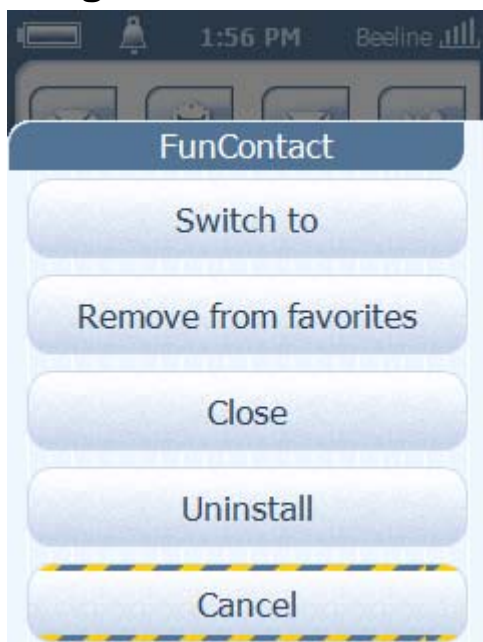 1:56 PM Beeline
FunContact
Switch to
Remove from favorites
Close
Uninstall
Cancel